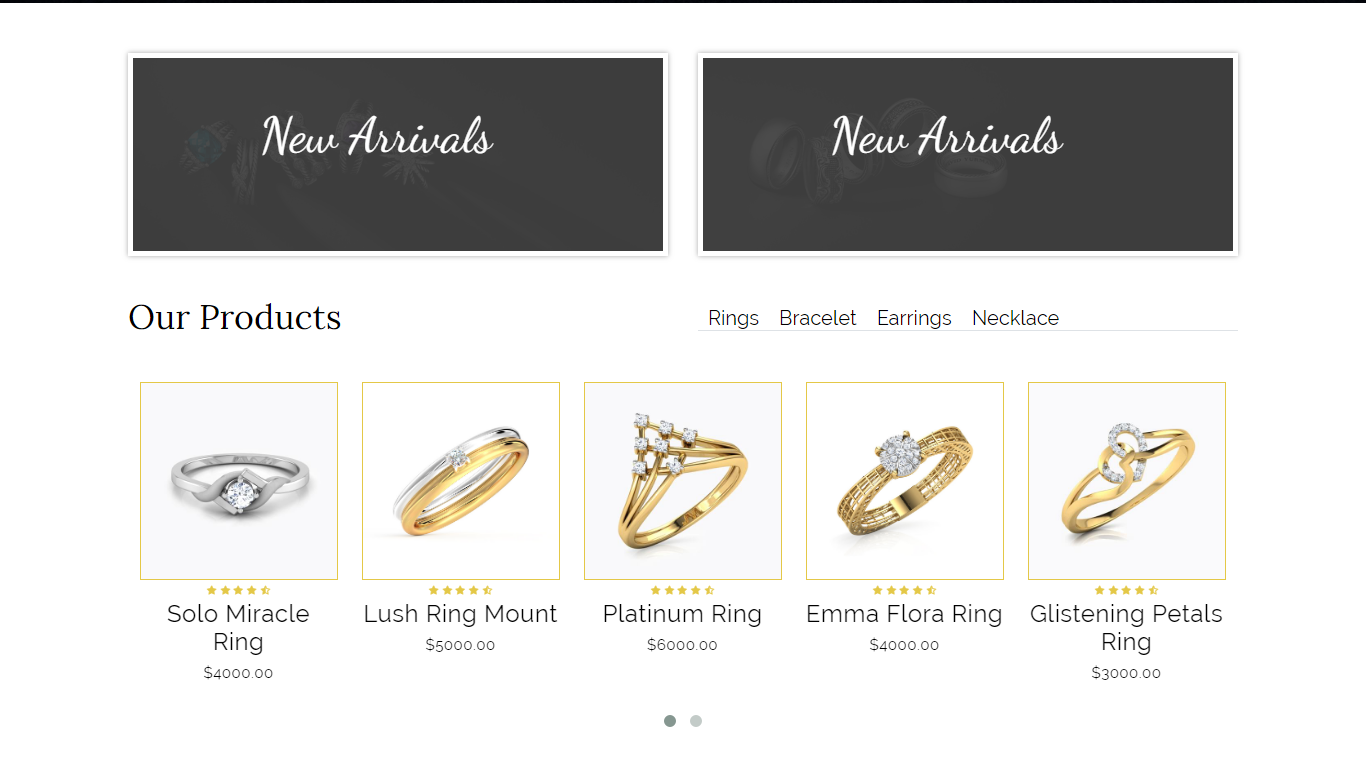 New Arrivals
New Arrivals
Our Products
Rings Bracelet Earrings Necklace
Solo Miracle
Ring
$4000.00
Lush Ring Mount
$5000.00
Platinum Ring
$6000.00
Emma Flora Ring
$4000.00
Glistening Petals
Ring
$3000.00